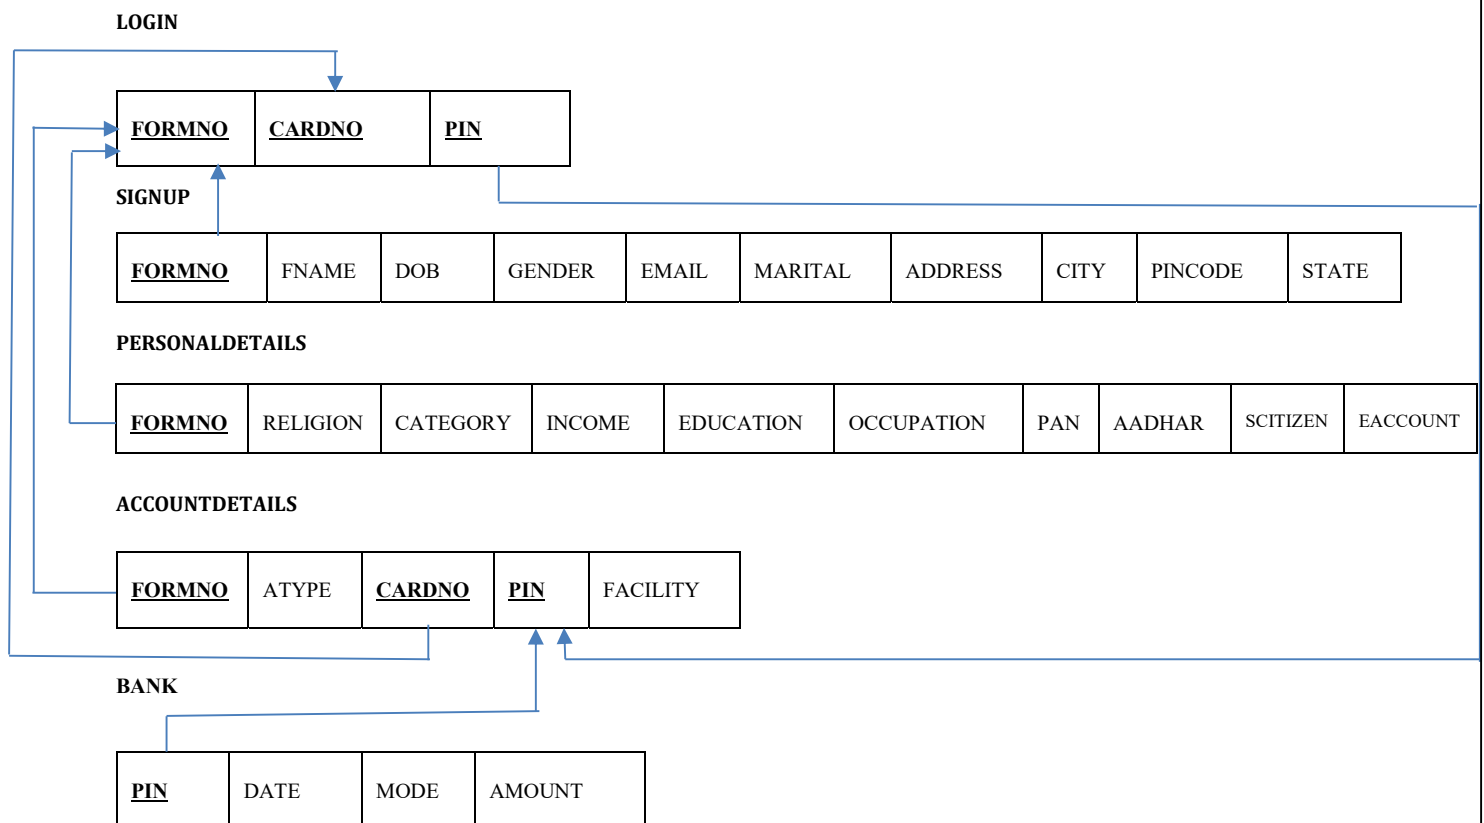 LOGIN
FORMNO CARDNO PIN
SIGNUP
FORMNO FNAME DOB GENDER EMAIL MARITAL ADDRESS CITY PINCODE STATE
PERSONALDETAILS
FORMNO RELIGION CATEGORY INCOME EDUCATION OCCUPATION PAN AADHAR SCITIZEN EACCOUNT
ACCOUNTDETAILS
FORMNO ATYPE CARDNO PIN FACILITY
BANK
PIN DATE MODE AMOUNT